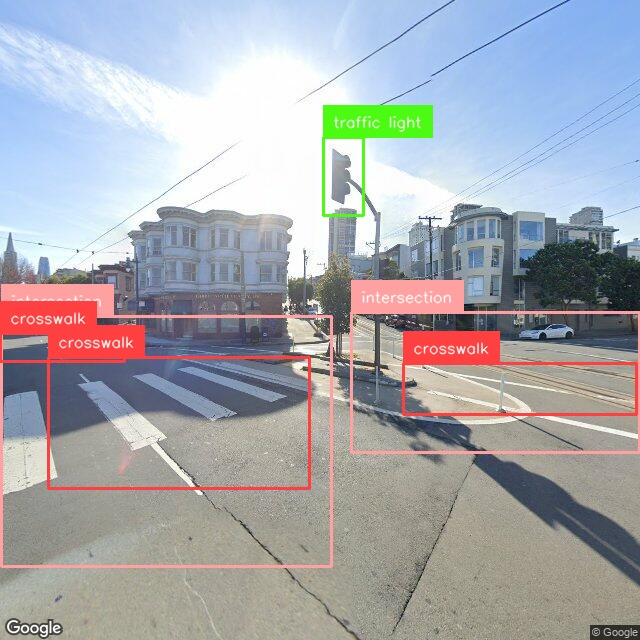 traffic light
intersection
intersection
crosswalk
crosswalk
crosswalk
Google
© Google